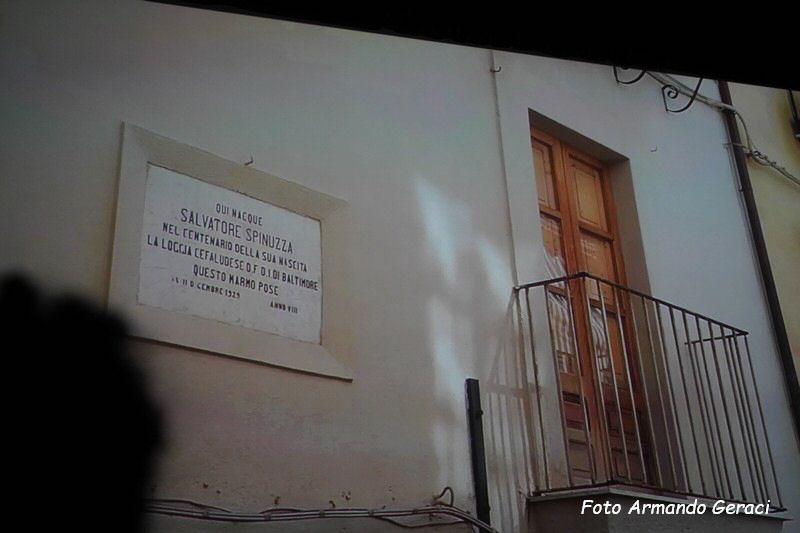 QUI NACQUE
SALVATORE SPINUZZA
NEL CENTENARIO DELLA SUA NASCITA
LA LOGGIA CEFALUDESE O.F.D.I. DI BALTIMORE
QUESTO MARMO POSE
11 DICEMBRE 1929 ANNO VIII
Foto Armando Geraci